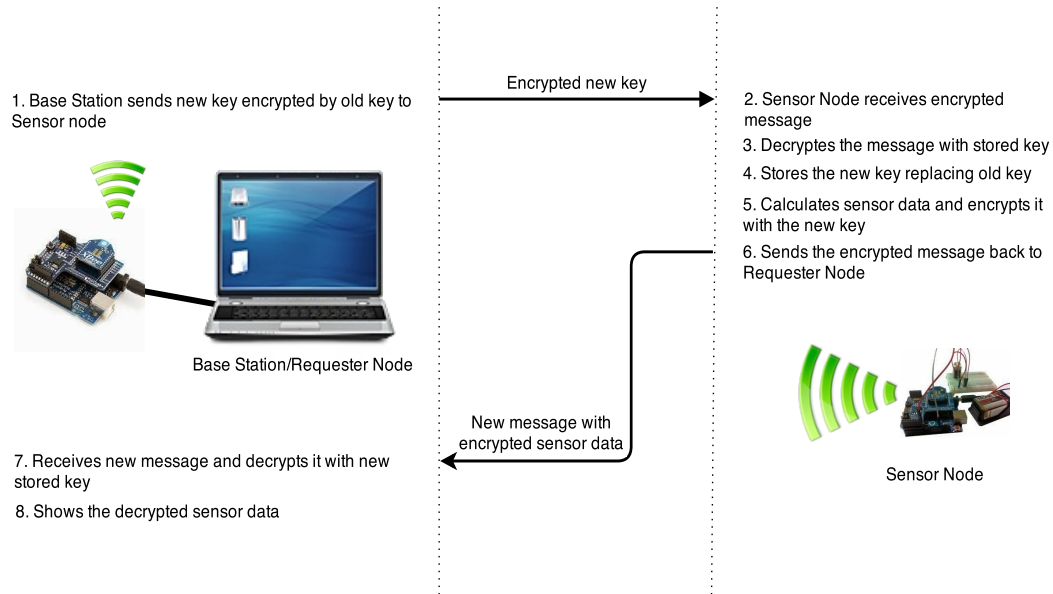 Encrypted new key
1. Base Station sends new key encrypted by old key to
Sensor node
2. Sensor Node receives encrypted
message
3. Decryptes the message with stored key
4. Stores the new key replacing old key
5. Calculates sensor data and encrypts it
with the new key
6. Sends the encrypted message back to
Requester Node
Base Station/Requester Node
New message with
encrypted sensor data
Sensor Node
7. Receives new message and decrypts it with new
stored key
8. Shows the decrypted sensor data